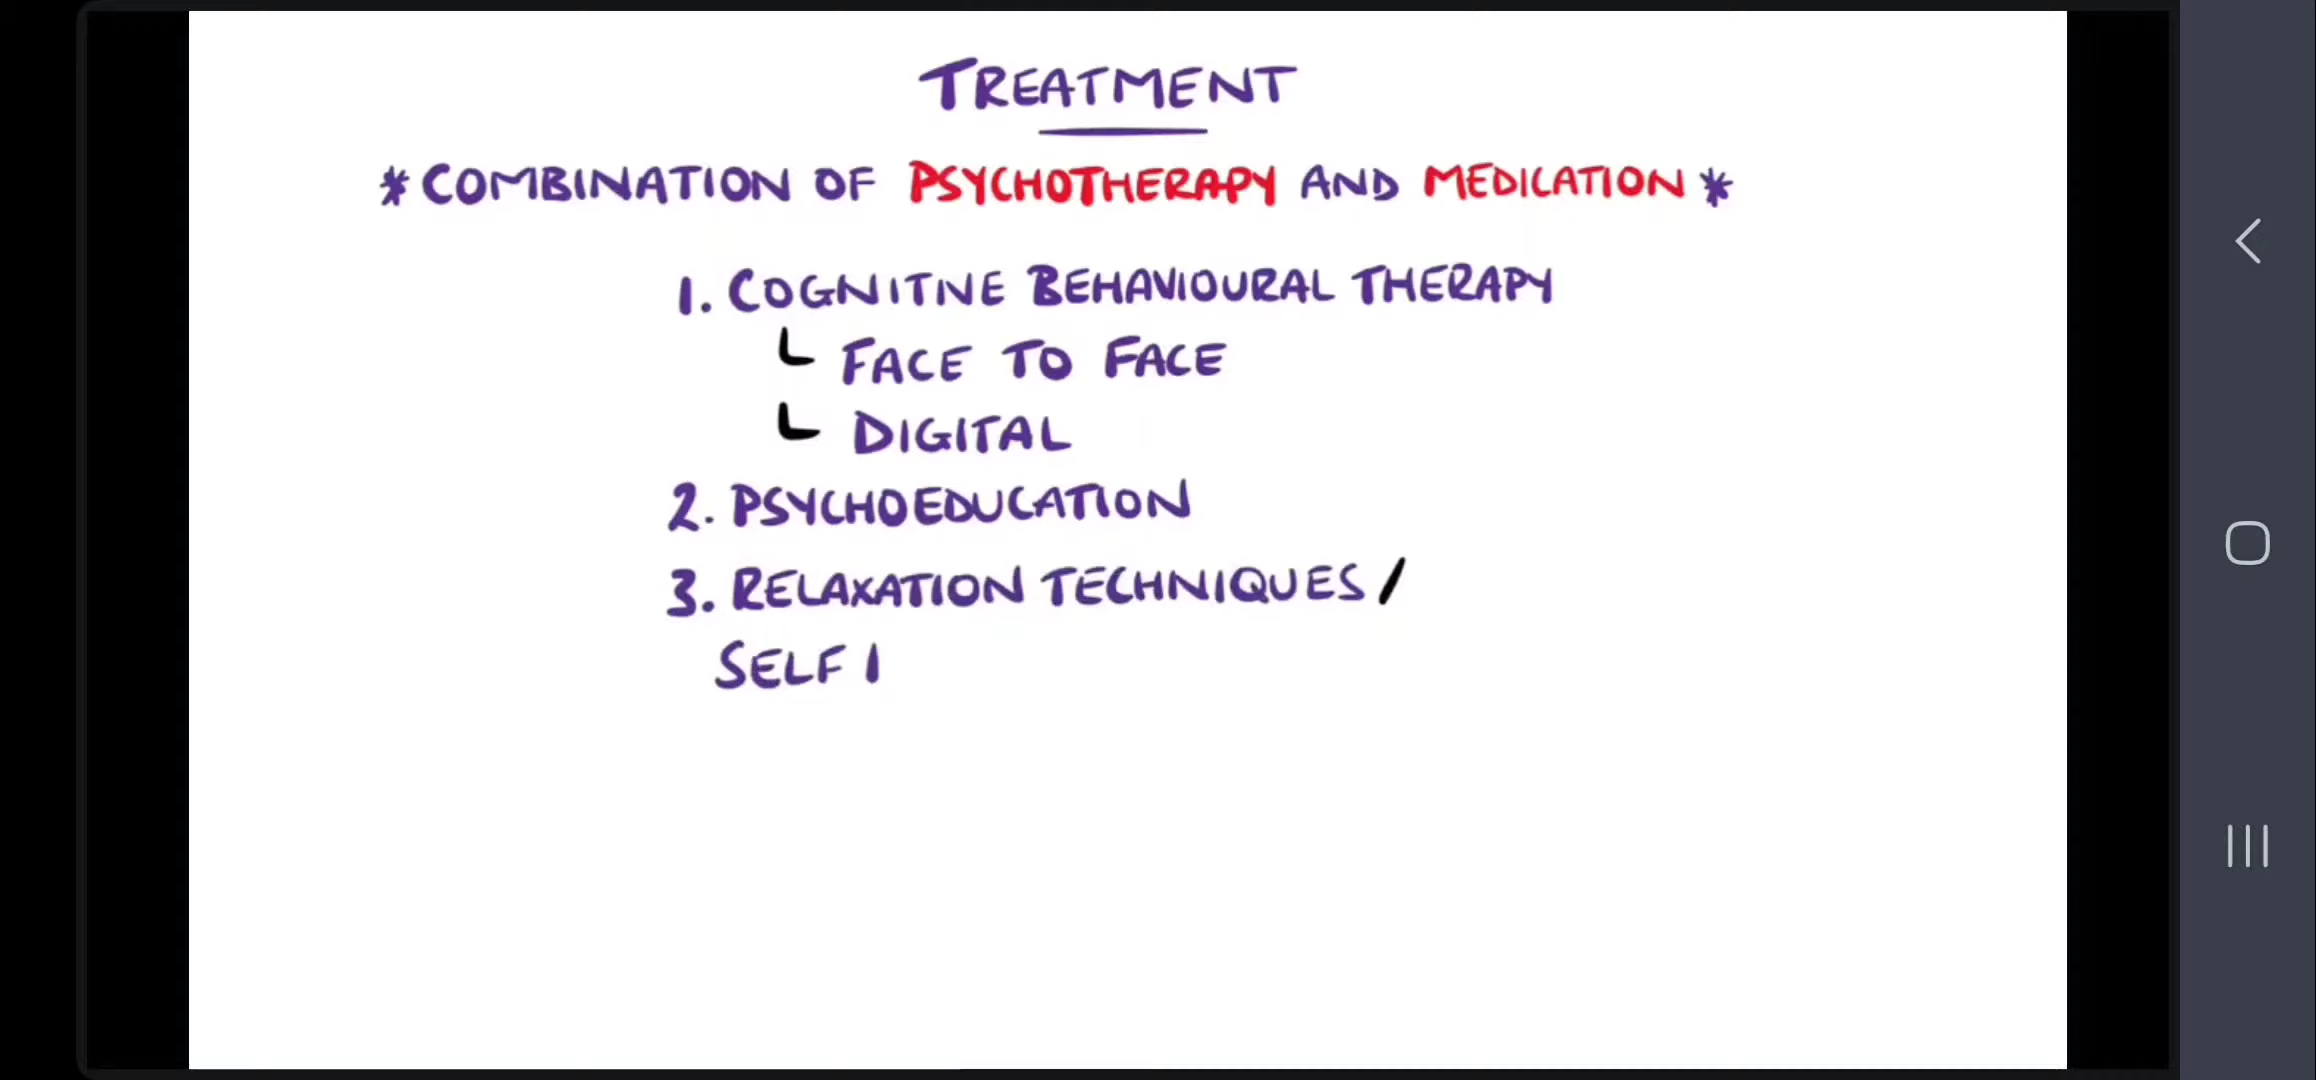 TREATMENT
* COMBINATION OF PSYCHOTHERAPY AND MEDICATION *
1. COGNITIVE BEHAVIOURAL THERAPY
FACE TO FACE
DIGITAL
2. PSYCHOEDUCATION
3. RELAXATION TECHNIQUES /
SELF I